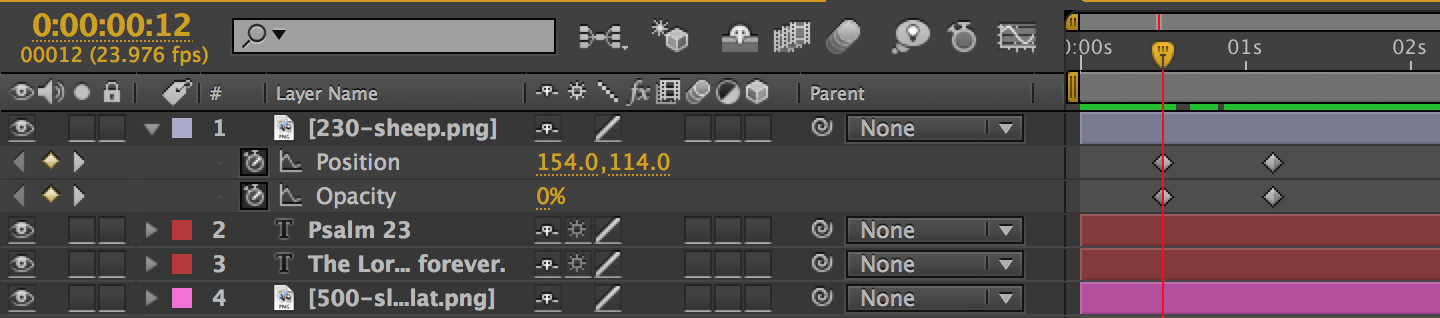 0:00:00:12
00012 (23.976 fps)
:00s 01s 02s
# Layer Name fx Parent
1 [230-sheep.png] None
Position 154.0,114.0
Opacity 0%
2 T Psalm 23 None
3 T The Lor... forever. None
4 [500-sl...lat.png] None